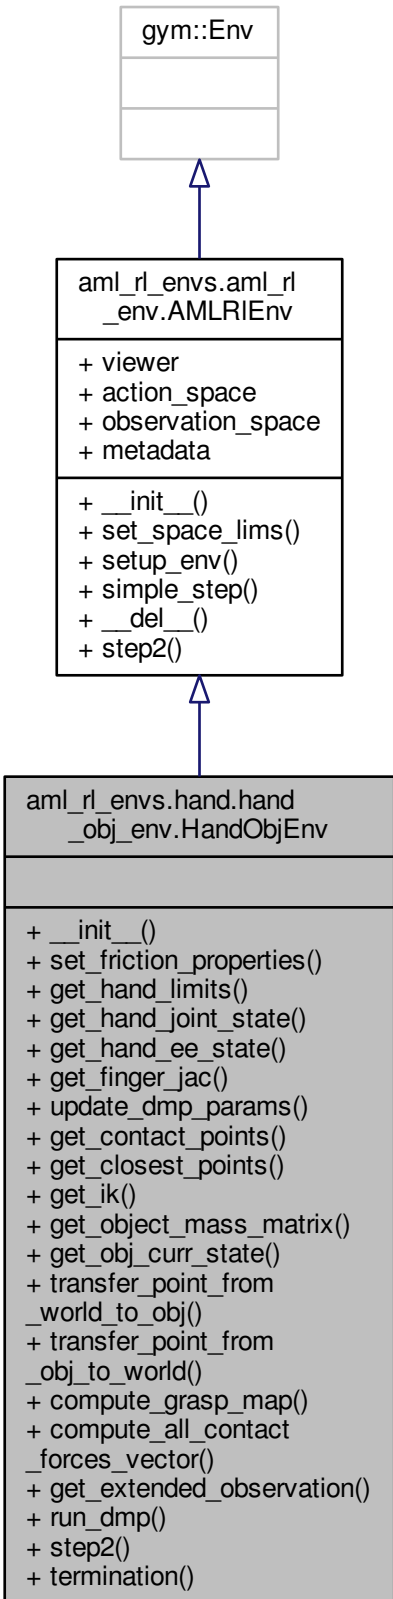 gym::Env
aml_rl_envs.aml_rl
_env.AMLRlEnv
+ viewer
+ action_space
+ observation_space
+ metadata
+ __init__()
+ set_space_lims()
+ setup_env()
+ simple_step()
+ __del__()
+ step2()
aml_rl_envs.hand.hand
_obj_env.HandObjEnv
+ __init__()
+ set_friction_properties()
+ get_hand_limits()
+ get_hand_joint_state()
+ get_hand_ee_state()
+ get_finger_jac()
+ update_dmp_params()
+ get_contact_points()
+ get_closest_points()
+ get_ik()
+ get_object_mass_matrix()
+ get_obj_curr_state()
+ transfer_point_from
_world_to_obj()
+ transfer_point_from
_obj_to_world()
+ compute_grasp_map()
+ compute_all_contact
_forces_vector()
+ get_extended_observation()
+ run_dmp()
+ step2()
+ termination()